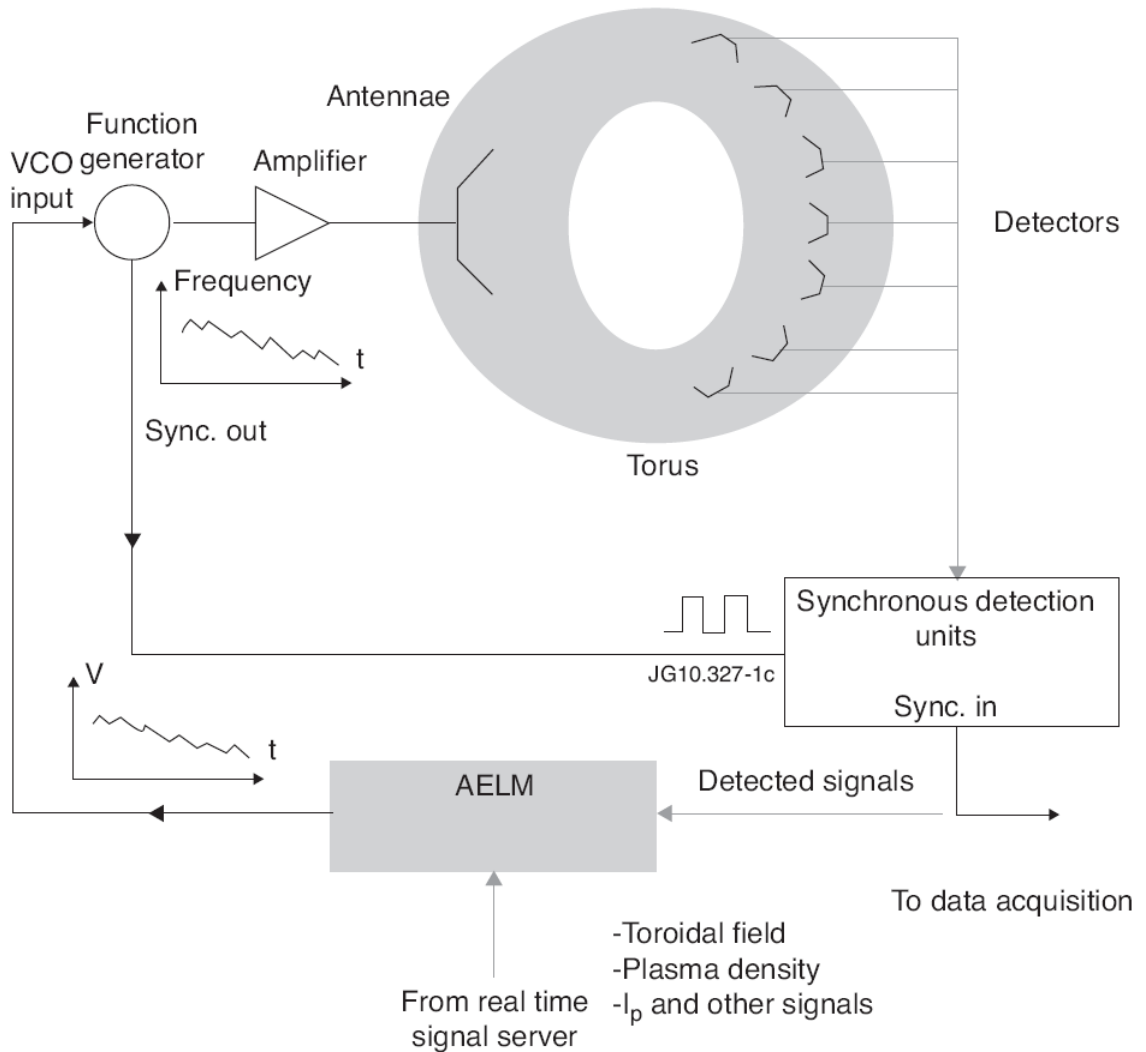 Antennae
Function
generator
VCO
input
Amplifier
Detectors
Frequency
t
Sync. out
Torus
Synchronous detection
units
JG10.327-1c
Sync. in
V
t
AELM
Detected signals
To data acquisition
-Toroidal field
-Plasma density
-Ip and other signals
From real time
signal server